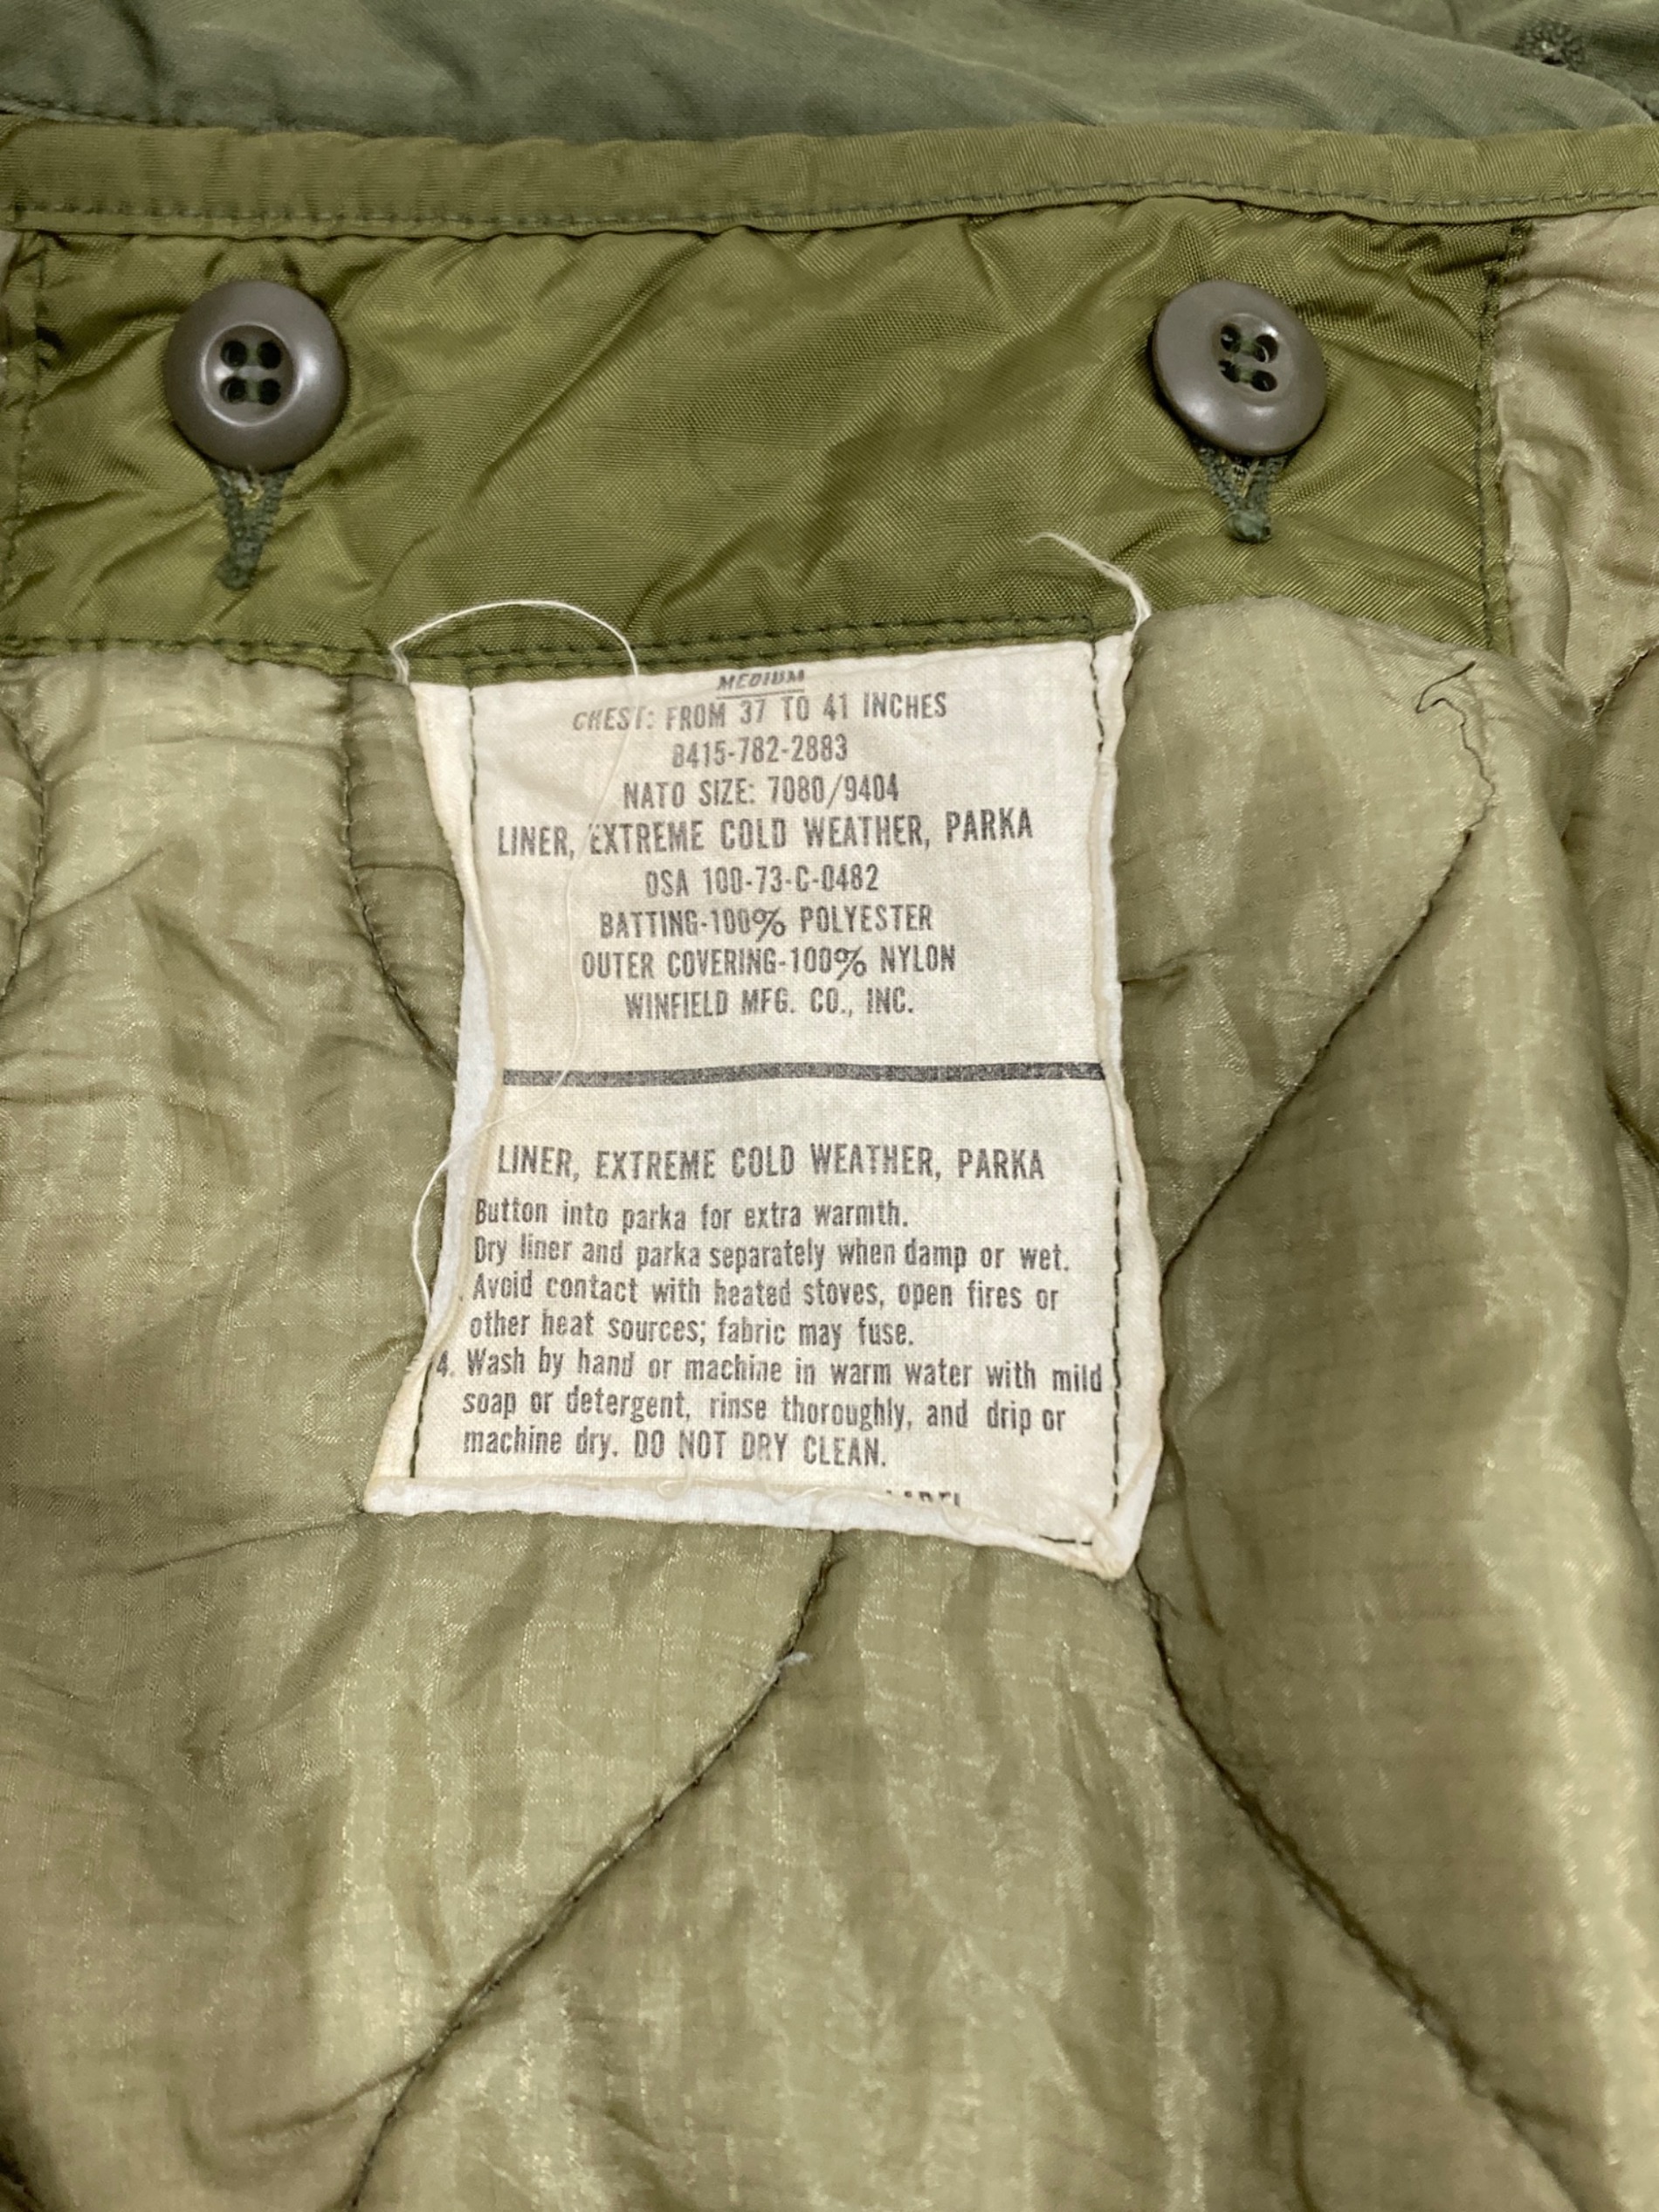 MEDIUM
CHEST: FROM 37 TO 41 INCHES
8415-782-2883
NATO SIZE: 7080/9404
LINER, EXTREME COLD WEATHER, PARKA
DSA 100-73-C-0482
BATTING-100% POLYESTER
OUTER COVERING-100% NYLON
WINFIELD MFG. CO., INC.
LINER, EXTREME COLD WEATHER, PARKA
Button into parka for extra warmth.
Dry liner and parka separately when damp or wet.
Avoid contact with heated stoves, open fires or
other heat sources; fabric may fuse.
4. Wash by hand or machine in warm water with mild
soap or detergent, rinse thoroughly, and drip or
machine dry. DO NOT DRY CLEAN.